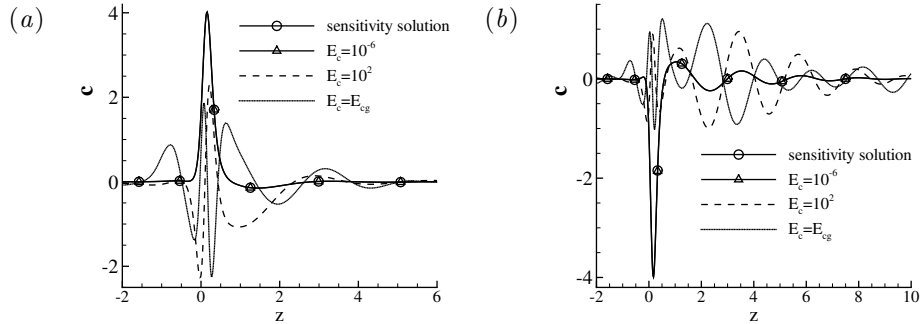 (a)
4
2
0
-2
c
-2
0
2
4
6
z
sensitivity solution
E_c=10^-6
E_c=10^2
E_c=E_cg
(b)
0
-2
-4
c
-2
0
2
4
6
8
10
z
sensitivity solution
E_c=10^-6
E_c=10^2
E_c=E_cg